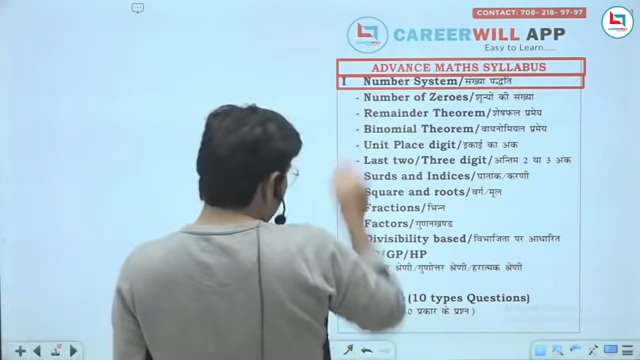 CONTACT: 708- 218- 97-97
CAREERWILL
CAREERWILL APP
Easy to Learn.....
ADVANCE MATHS SYLLABUS
I Number System/संख्या पद्धति
- Number of Zeroes/शून्यों की संख्या
- Remainder Theorem/शेषफल प्रमेय
- Binomial Theorem/बायनोमियल प्रमेय
- Unit Place digit/इकाई का अंक
- Last two/Three digit/अन्तिम 2 या 3 अंक
Surds and Indices/घातांक/करणी
Square and roots/वर्ग/मूल
Fractions/भिन्न
Factors/गुणनखण्ड
Divisibility based/विभाजिता पर आधारित
/GP/HP
श्रेणी/गुणोत्तर श्रेणी/हरात्मक श्रेणी
(10 types Questions)
0 प्रकार के प्रश्न)